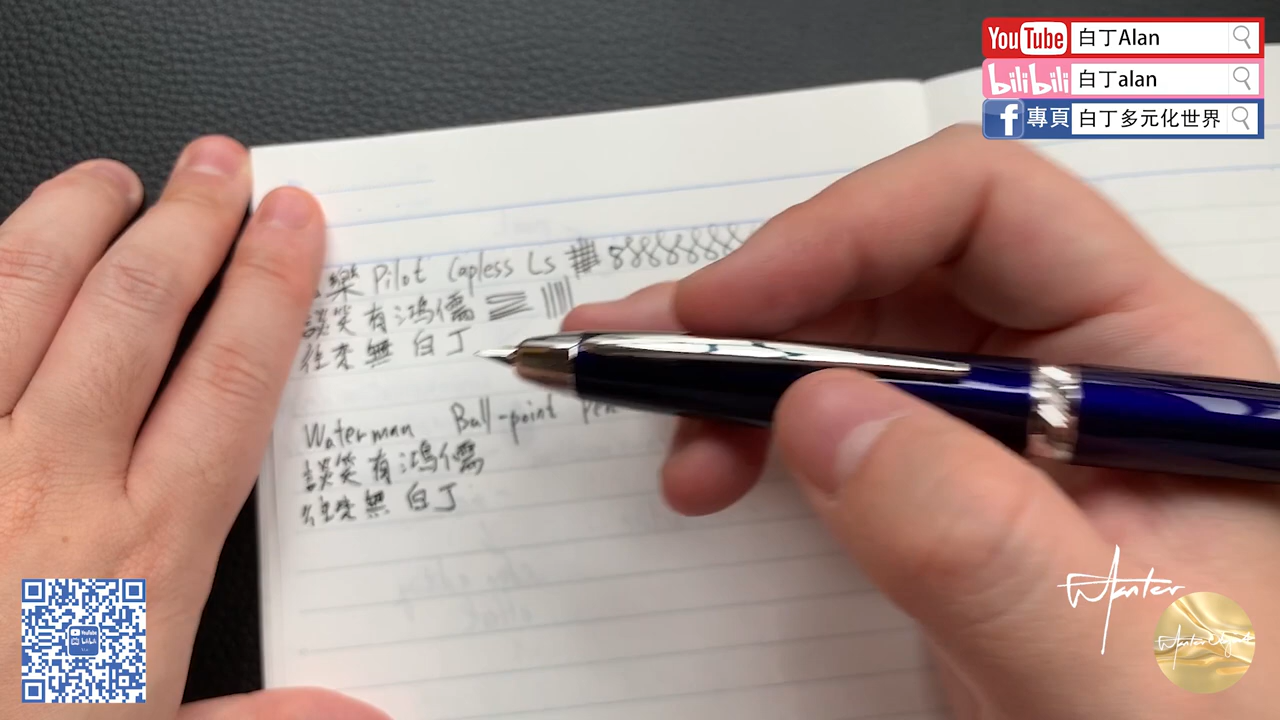 YouTube 白丁Alan
bilibili 白丁alan
f 專頁 白丁多元化世界
樂 Pilot Capless Ls 8888888
談笑有鴻儒
往來無白丁
Waterman Ball-point Pen
談笑有鴻儒
往來無白丁
Wanter